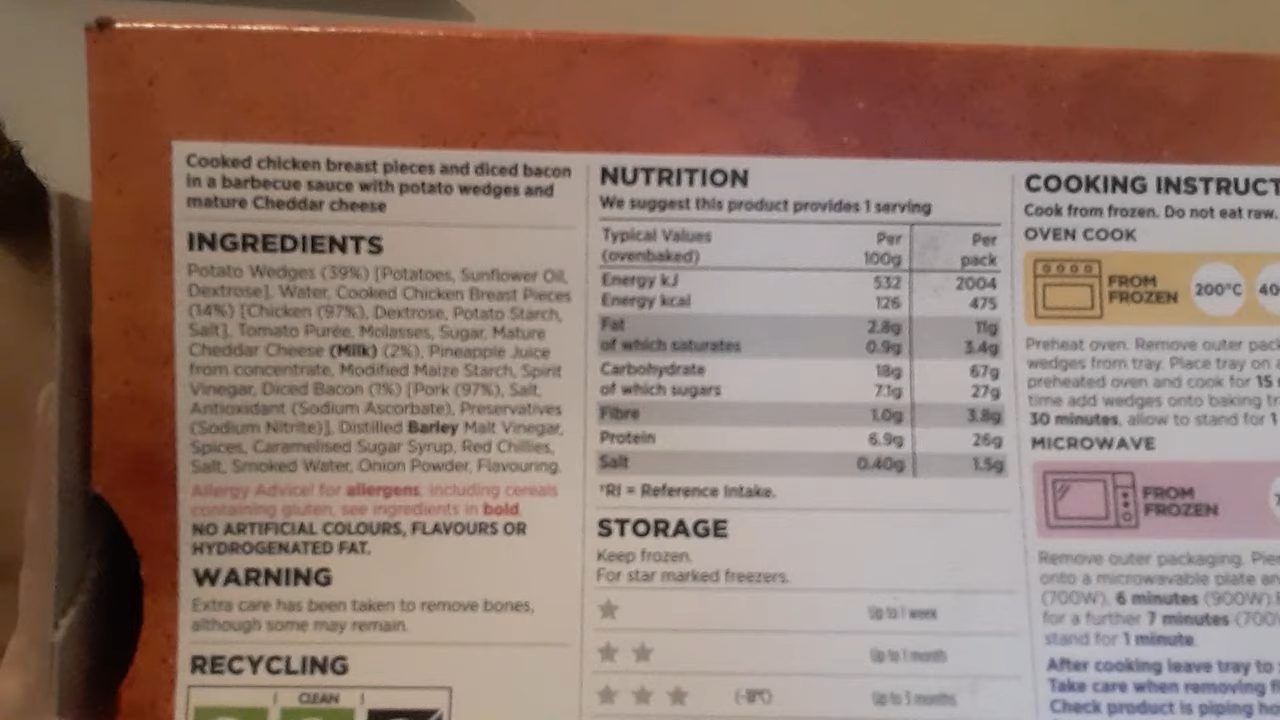 Cooked chicken breast pieces and diced bacon
in a barbecue sauce with potato wedges and
mature Cheddar cheese
INGREDIENTS
Potato Wedges (39%) [Potatoes, Sunflower Oil,
Dextrose], Water, Cooked Chicken Breast Pieces
(14%) [Chicken (97%), Dextrose, Potato Starch,
Salt], Tomato Purée, Molasses, Sugar, Mature
Cheddar Cheese (Milk) (2%), Pineapple Juice
from concentrate, Modified Maize Starch, Spirit
Vinegar, Diced Bacon (1%) [Pork (97%), Salt,
Antioxidant (Sodium Ascorbate), Preservatives
(Sodium Nitrite)], Distilled Barley Malt Vinegar,
Spices, Caramelised Sugar Syrup, Red Chillies,
Salt, Smoked Water, Onion Powder, Flavouring.
Allergy Advice! for allergens, including cereals
containing gluten, see ingredients in bold.
NO ARTIFICIAL COLOURS, FLAVOURS OR
HYDROGENATED FAT.
WARNING
Extra care has been taken to remove bones,
although some may remain.
RECYCLING
CLEAN
NUTRITION
We suggest this product provides 1 serving
Typical Values Per Per
(ovenbaked) 100g pack
Energy kJ 532 2004
Energy kcal 126 475
Fat 2.8g 11g
of which saturates 0.9g 3.4g
Carbohydrate 18g 67g
of which sugars 7.1g 27g
Fibre 1.0g 3.8g
Protein 6.9g 26g
Salt 0.40g 1.5g
*RI = Reference Intake.
STORAGE
Keep frozen.
For star marked freezers.
Up to 1 week
Up to 1 month
(-18°C) Up to 3 months
COOKING INSTRUCT
Cook from frozen. Do not eat raw.
OVEN COOK
FROM
FROZEN 200°C 40
Preheat oven. Remove outer pack
wedges from tray. Place tray on a
preheated oven and cook for 15
time add wedges onto baking tr
30 minutes, allow to stand for 1
MICROWAVE
FROM
FROZEN
Remove outer packaging. Pie
onto a microwavable plate an
(700W), 6 minutes (900W).
for a further 7 minutes (700
stand for 1 minute.
After cooking leave tray to
Take care when removing fi
Check product is piping ho